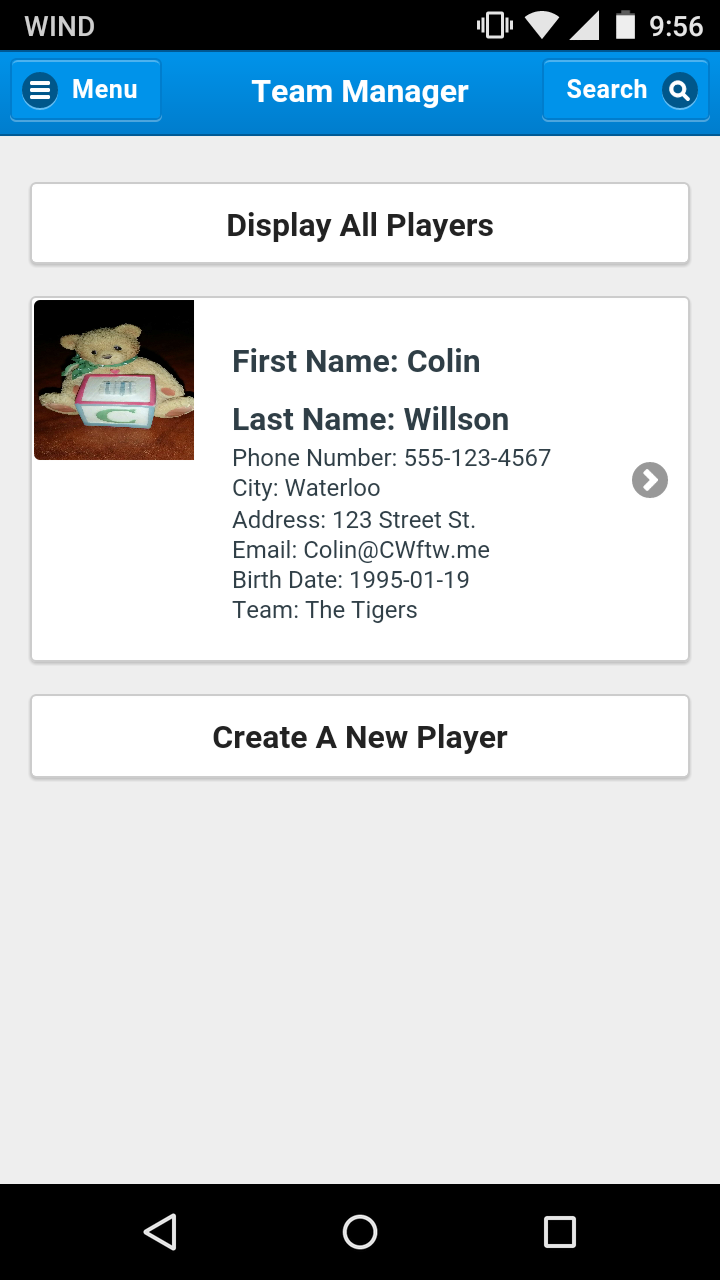 WIND 9:56
Menu Team Manager Search
Display All Players
First Name: Colin
Last Name: Willson
Phone Number: 555-123-4567
City: Waterloo
Address: 123 Street St.
Email: Colin@CWftw.me
Birth Date: 1995-01-19
Team: The Tigers
C
Create A New Player